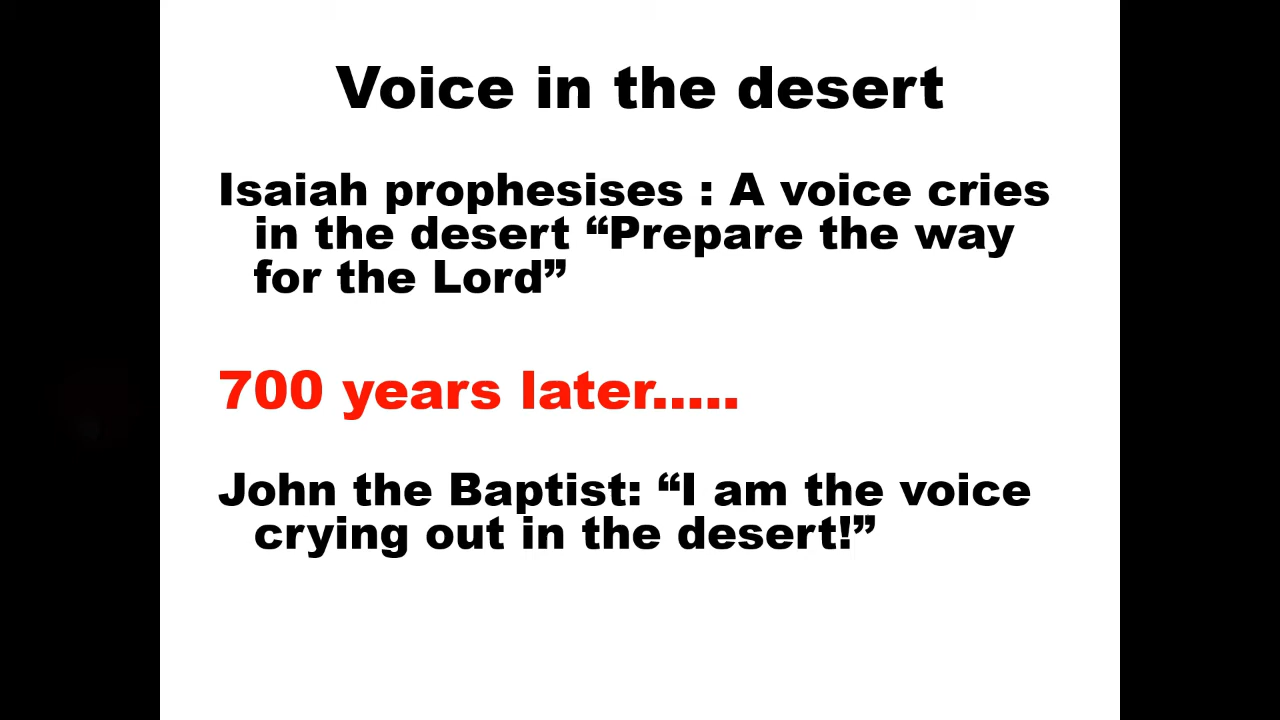 Voice in the desert
Isaiah prophesises : A voice cries
in the desert “Prepare the way
for the Lord”
700 years later.....
John the Baptist: “I am the voice
crying out in the desert!”